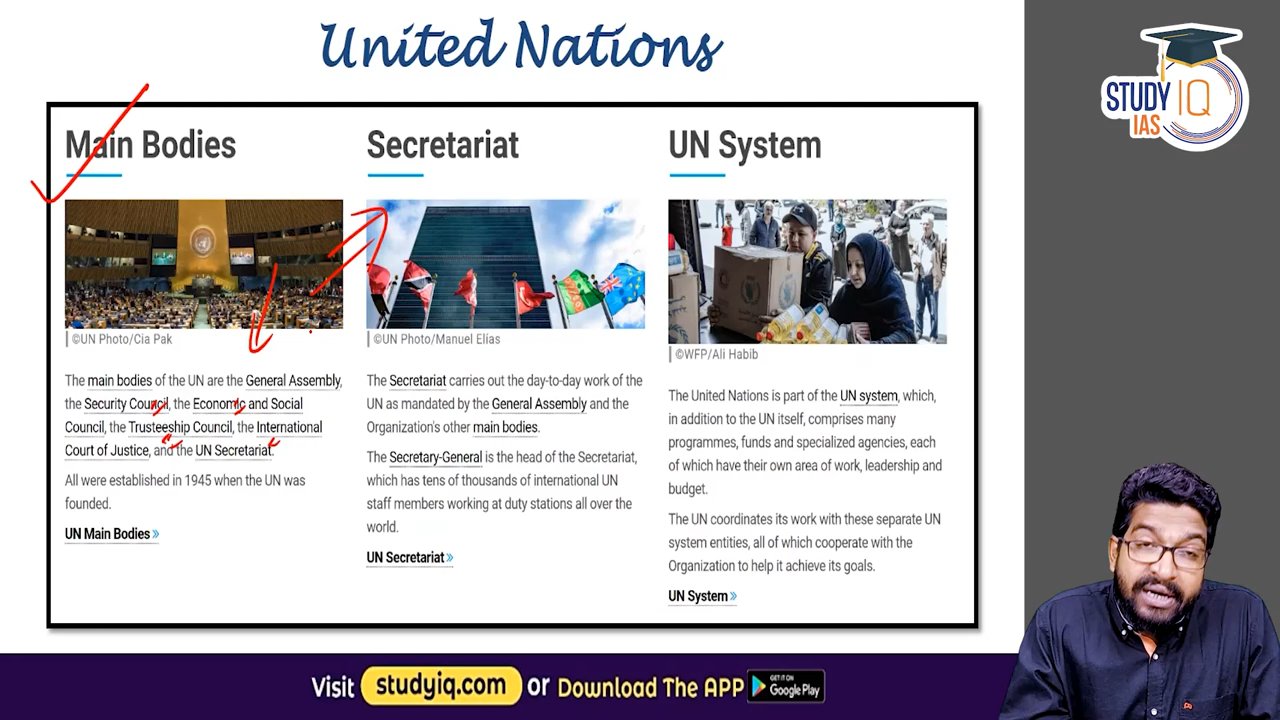 United Nations
STUDY IQ
IAS
Main Bodies
©UN Photo/Cia Pak
The main bodies of the UN are the General Assembly,
the Security Council, the Economic and Social
Council, the Trusteeship Council, the International
Court of Justice, and the UN Secretariat.
All were established in 1945 when the UN was
founded.
UN Main Bodies »
Secretariat
©UN Photo/Manuel Elías
The Secretariat carries out the day-to-day work of the
UN as mandated by the General Assembly and the
Organization's other main bodies.
The Secretary-General is the head of the Secretariat,
which has tens of thousands of international UN
staff members working at duty stations all over the
world.
UN Secretariat »
UN System
©WFP/Ali Habib
The United Nations is part of the UN system, which,
in addition to the UN itself, comprises many
programmes, funds and specialized agencies, each
of which have their own area of work, leadership and
budget.
The UN coordinates its work with these separate UN
system entities, all of which cooperate with the
Organization to help it achieve its goals.
UN System »
Visit studyiq.com or Download The APP GET IT ON Google Play